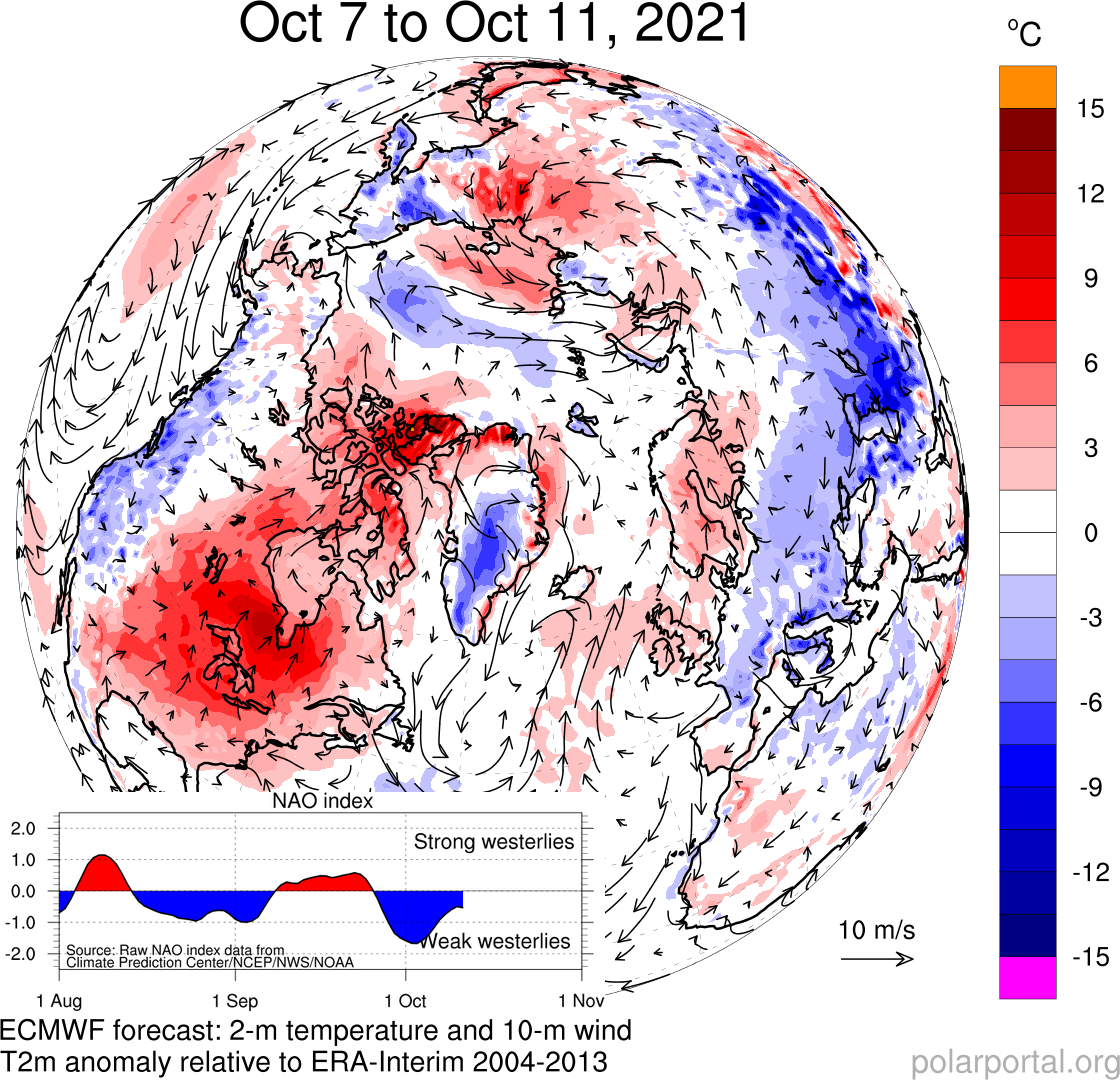 Oct 7 to Oct 11, 2021
oC
15
12
9
6
3
0
-3
-6
-9
-12
-15
10 m/s
NAO index
2.0
1.0
0.0
-1.0
-2.0
Strong westerlies
Weak westerlies
Source: Raw NAO index data from
Climate Prediction Center/NCEP/NWS/NOAA
1 Aug
1 Sep
1 Oct
1 Nov
ECMWF forecast: 2-m temperature and 10-m wind
T2m anomaly relative to ERA-Interim 2004-2013
polarportal.org